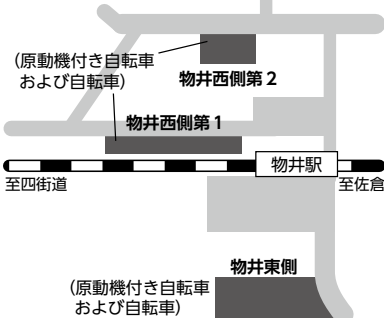 (原動機付き自転車
および自転車)
物井西側第2
物井西側第1
物井駅
至四街道
至佐倉
物井東側
(原動機付き自転車
および自転車)